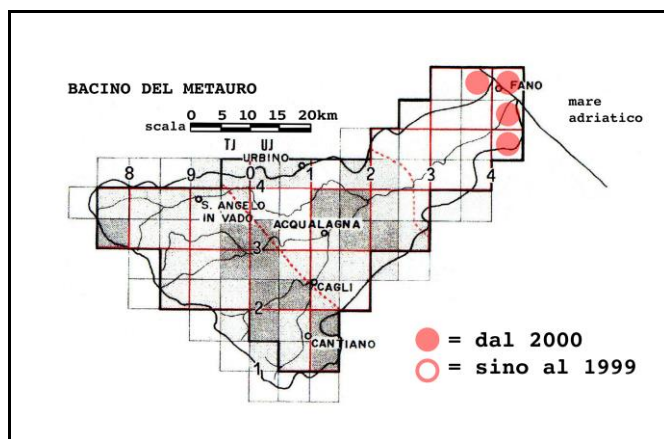 BACINO DEL METAURO
FANO
mare
adriatico
0 5 10 15 20km
scala
TJ UJ
URBINO
8 9 0 1 2 3 4
4
S. ANGELO
IN VADO
ACQUALAGNA
3
CAGLI
2
CANTIANO
1
= dal 2000
= sino al 1999